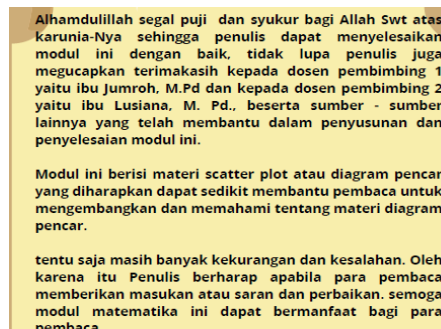 Alhamdulillah segal puji dan syukur bagi Allah Swt atas
karunia-Nya sehingga penulis dapat menyelesaikan
modul ini dengan baik, tidak lupa penulis juga
megucapkan terimakasih kepada dosen pembimbing 1
yaitu ibu Jumroh, M.Pd dan kepada dosen pembimbing 2
yaitu ibu Lusiana, M. Pd., beserta sumber - sumber
lainnya yang telah membantu dalam penyusunan dan
penyelesaian modul ini.
Modul ini berisi materi scatter plot atau diagram pencar
yang diharapkan dapat sedikit membantu pembaca untuk
mengembangkan dan memahami tentang materi diagram
pencar.
tentu saja masih banyak kekurangan dan kesalahan. Oleh
karena itu Penulis berharap apabila para pembaca
memberikan masukan atau saran dan perbaikan. semoga
modul matematika ini dapat bermanfaat bagi para
pembaca